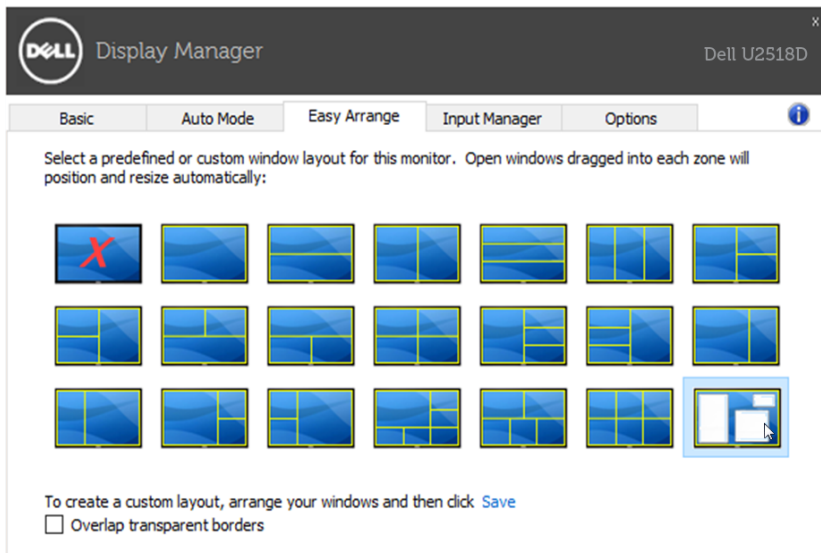 DELL Display Manager
x
Dell U2518D
Basic Auto Mode Easy Arrange Input Manager Options i
Select a predefined or custom window layout for this monitor. Open windows dragged into each zone will
position and resize automatically:
X
To create a custom layout, arrange your windows and then click Save
Overlap transparent borders